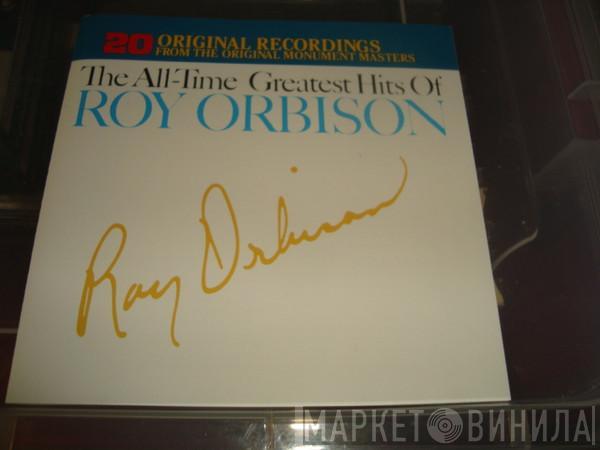 20 ORIGINAL RECORDINGS
FROM THE ORIGINAL MONUMENT MASTERS
The All-Time Greatest Hits Of
ROY ORBISON
Roy Orbison
МАРКЕТ ВИНИЛА